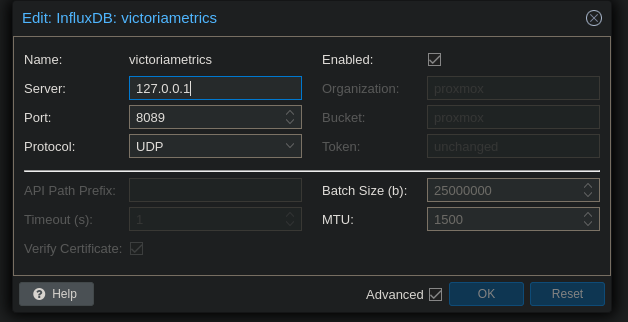 Edit: InfluxDB: victoriametrics
Name: victoriametrics Enabled:
Server: 127.0.0.1 Organization: proxmox
Port: 8089 Bucket: proxmox
Protocol: UDP Token: unchanged
API Path Prefix: Batch Size (b): 25000000
Timeout (s): 1 MTU: 1500
Verify Certificate:
? Help Advanced OK Reset